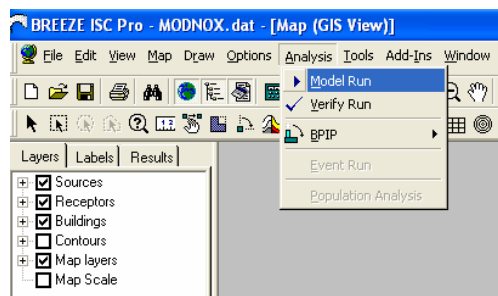 BREEZE ISC Pro - MODNOX.dat - [Map (GIS View)]
File Edit View Map Draw Options Analysis Tools Add-Ins Window
Model Run
Verify Run
BPIP
Event Run
Population Analysis
Layers Labels Results
Sources
Receptors
Buildings
Contours
Map layers
Map Scale